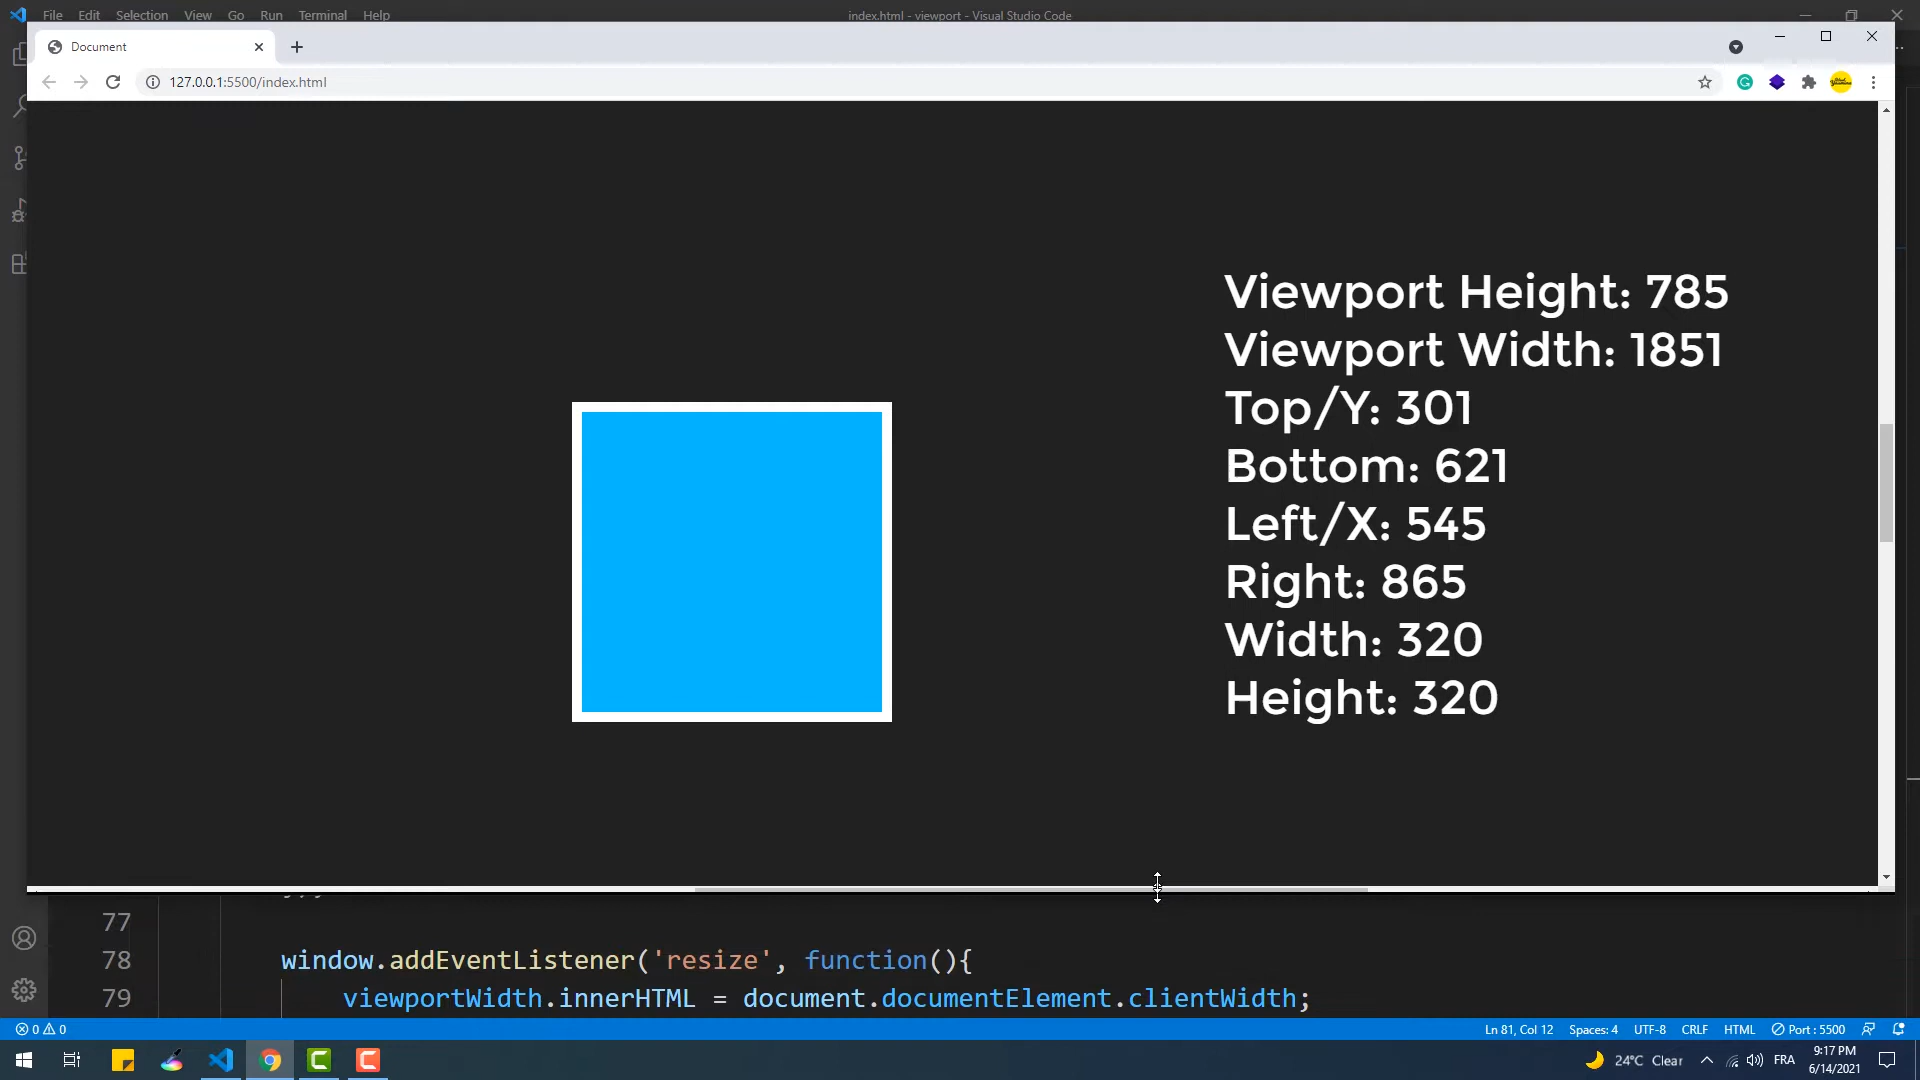 File Edit Selection View Go Run Terminal Help
index.html - viewport - Visual Studio Code
Document
127.0.0.1:5500/index.html
Viewport Height: 785
Viewport Width: 1851
Top/Y: 301
Bottom: 621
Left/X: 545
Right: 865
Width: 320
Height: 320
77
78 window.addEventListener('resize', function(){
79 viewportWidth.innerHTML = document.documentElement.clientWidth;
0 0
Ln 81, Col 12 Spaces: 4 UTF-8 CRLF HTML Port : 5500
24°C Clear FRA 9:17 PM
6/14/2021